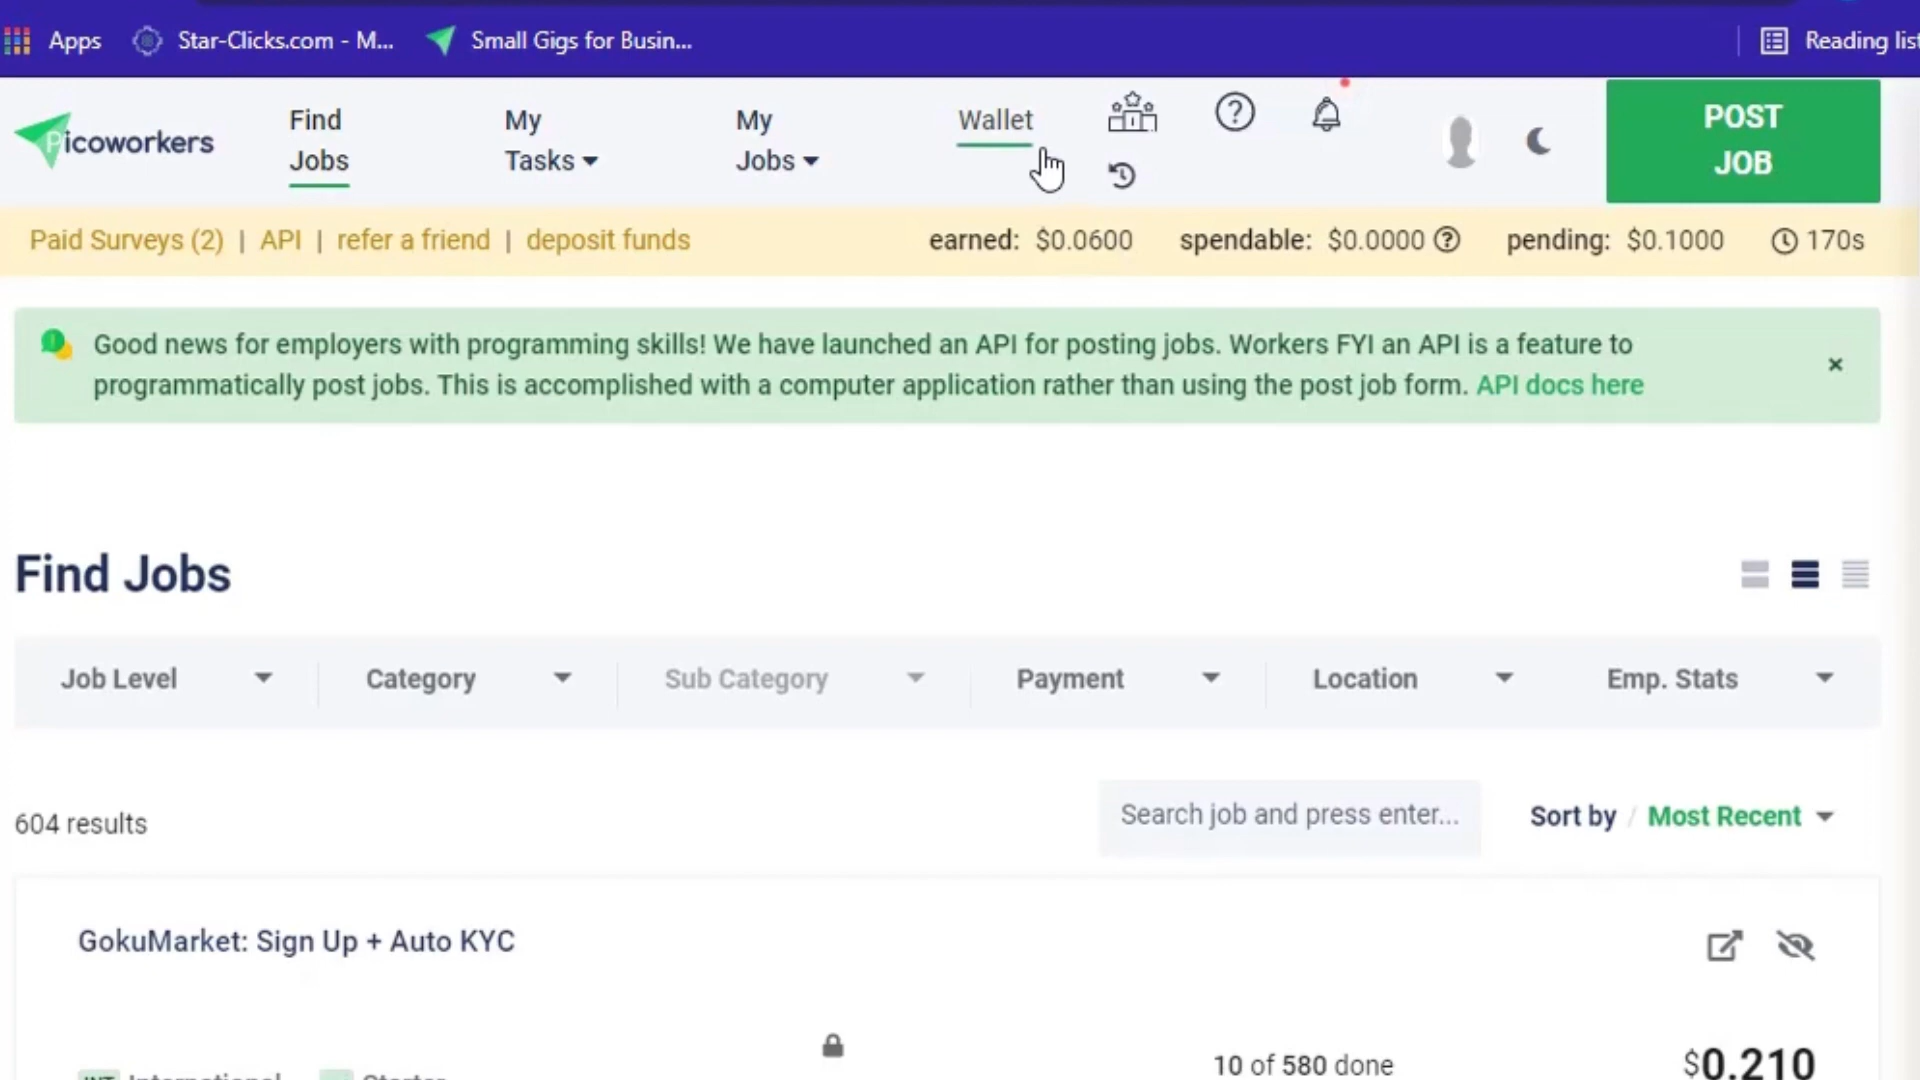 Apps Star-Clicks.com - M... Small Gigs for Busin... Reading list
Picoworkers
Find Jobs
My Tasks
My Jobs
Wallet
POST JOB
Paid Surveys (2) | API | refer a friend | deposit funds earned: $0.0600 spendable: $0.0000 pending: $0.1000 170s
Good news for employers with programming skills! We have launched an API for posting jobs. Workers FYI an API is a feature to
programmatically post jobs. This is accomplished with a computer application rather than using the post job form. API docs here
Find Jobs
Job Level Category Sub Category Payment Location Emp. Stats
604 results Search job and press enter... Sort by / Most Recent
GokuMarket: Sign Up + Auto KYC
INT International Starter 10 of 580 done $0.210